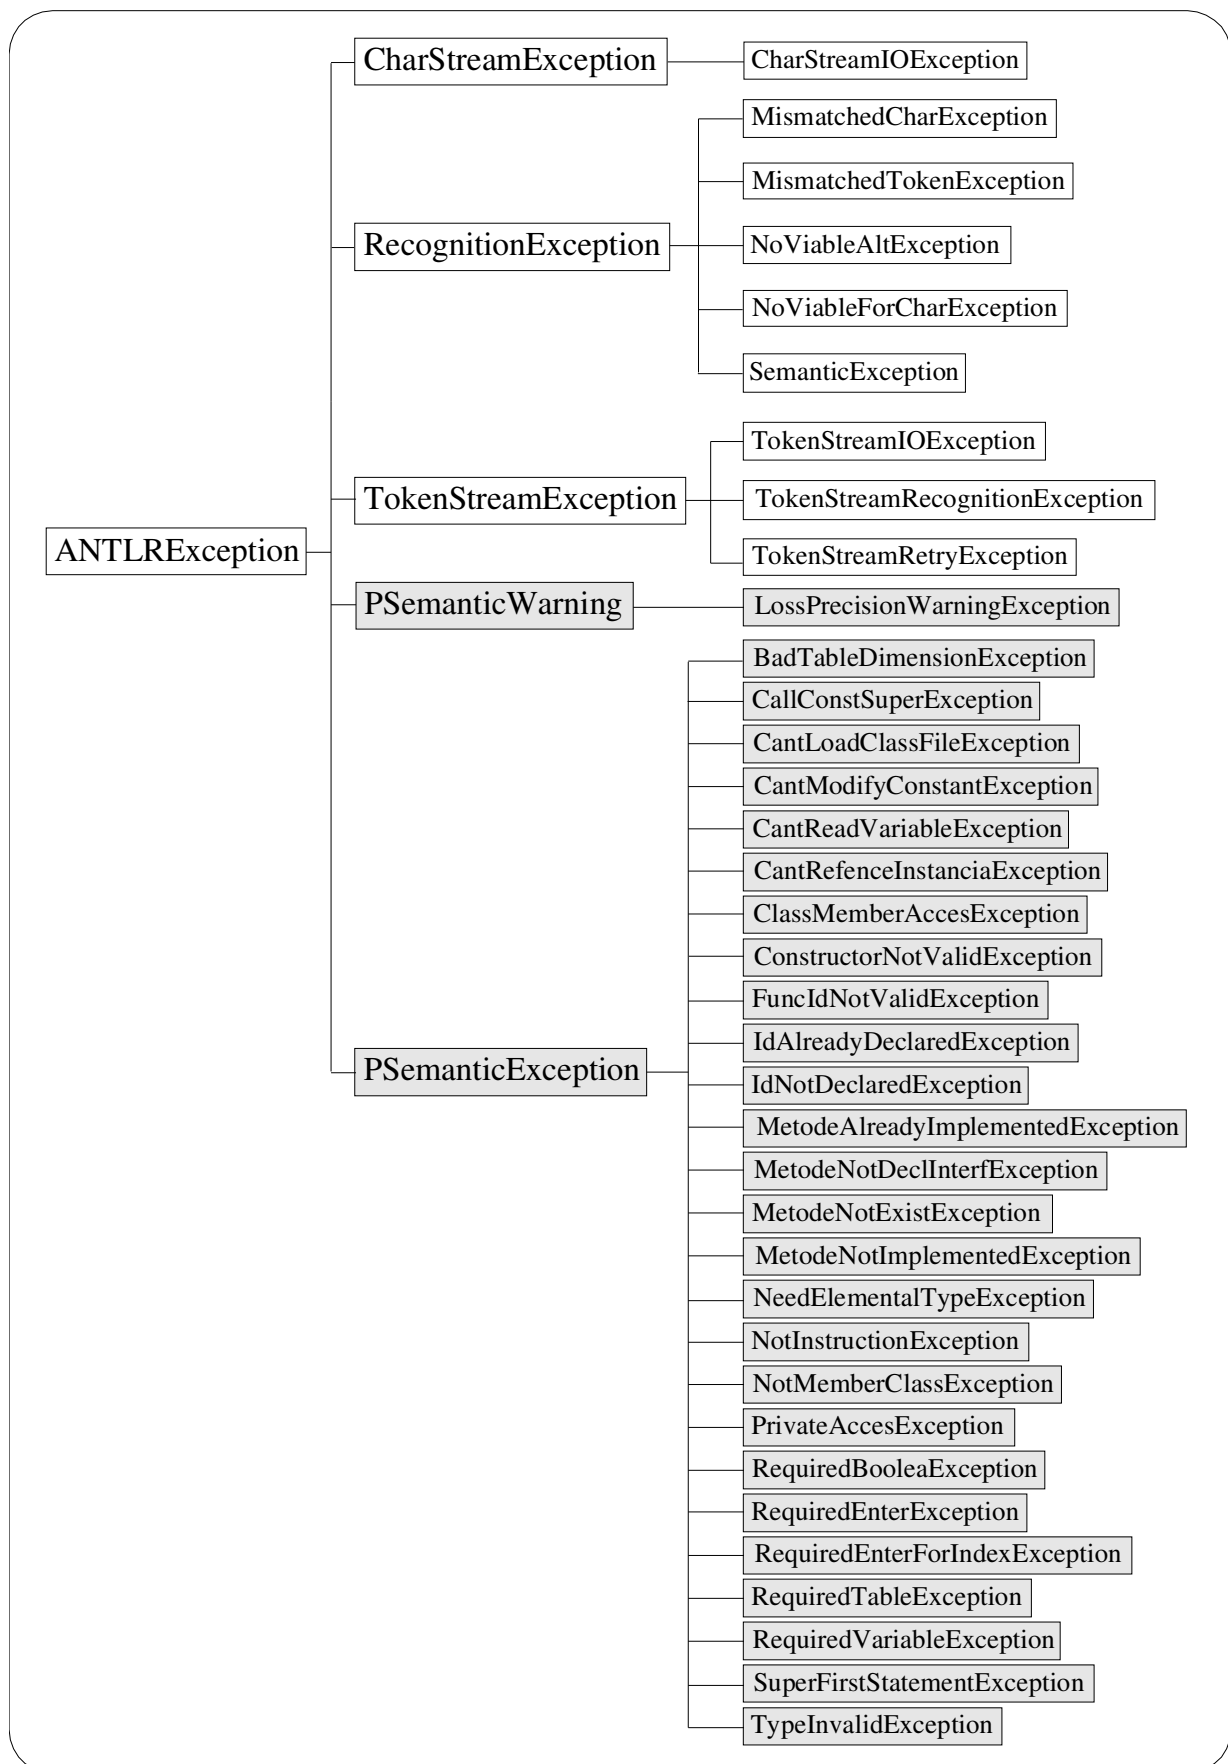 CharStreamException
CharStreamIOException
MismatchedCharException
MismatchedTokenException
RecognitionException
NoViableAltException
NoViableForCharException
SemanticException
TokenStreamIOException
TokenStreamException
TokenStreamRecognitionException
TokenStreamRetryException
ANTLRException
PSemanticWarning
LossPrecisionWarningException
BadTableDimensionException
CallConstSuperException
CantLoadClassFileException
CantModifyConstantException
CantReadVariableException
CantRefenceInstanciaException
ClassMemberAccesException
ConstructorNotValidException
FuncIdNotValidException
IdAlreadyDeclaredException
PSemanticException
IdNotDeclaredException
MetodeAlreadyImplementedException
MetodeNotDeclInterfException
MetodeNotExistException
MetodeNotImplementedException
NeedElementalTypeException
NotInstructionException
NotMemberClassException
PrivateAccesException
RequiredBooleaException
RequiredEnterException
RequiredEnterForIndexException
RequiredTableException
RequiredVariableException
SuperFirstStatementException
TypeInvalidException